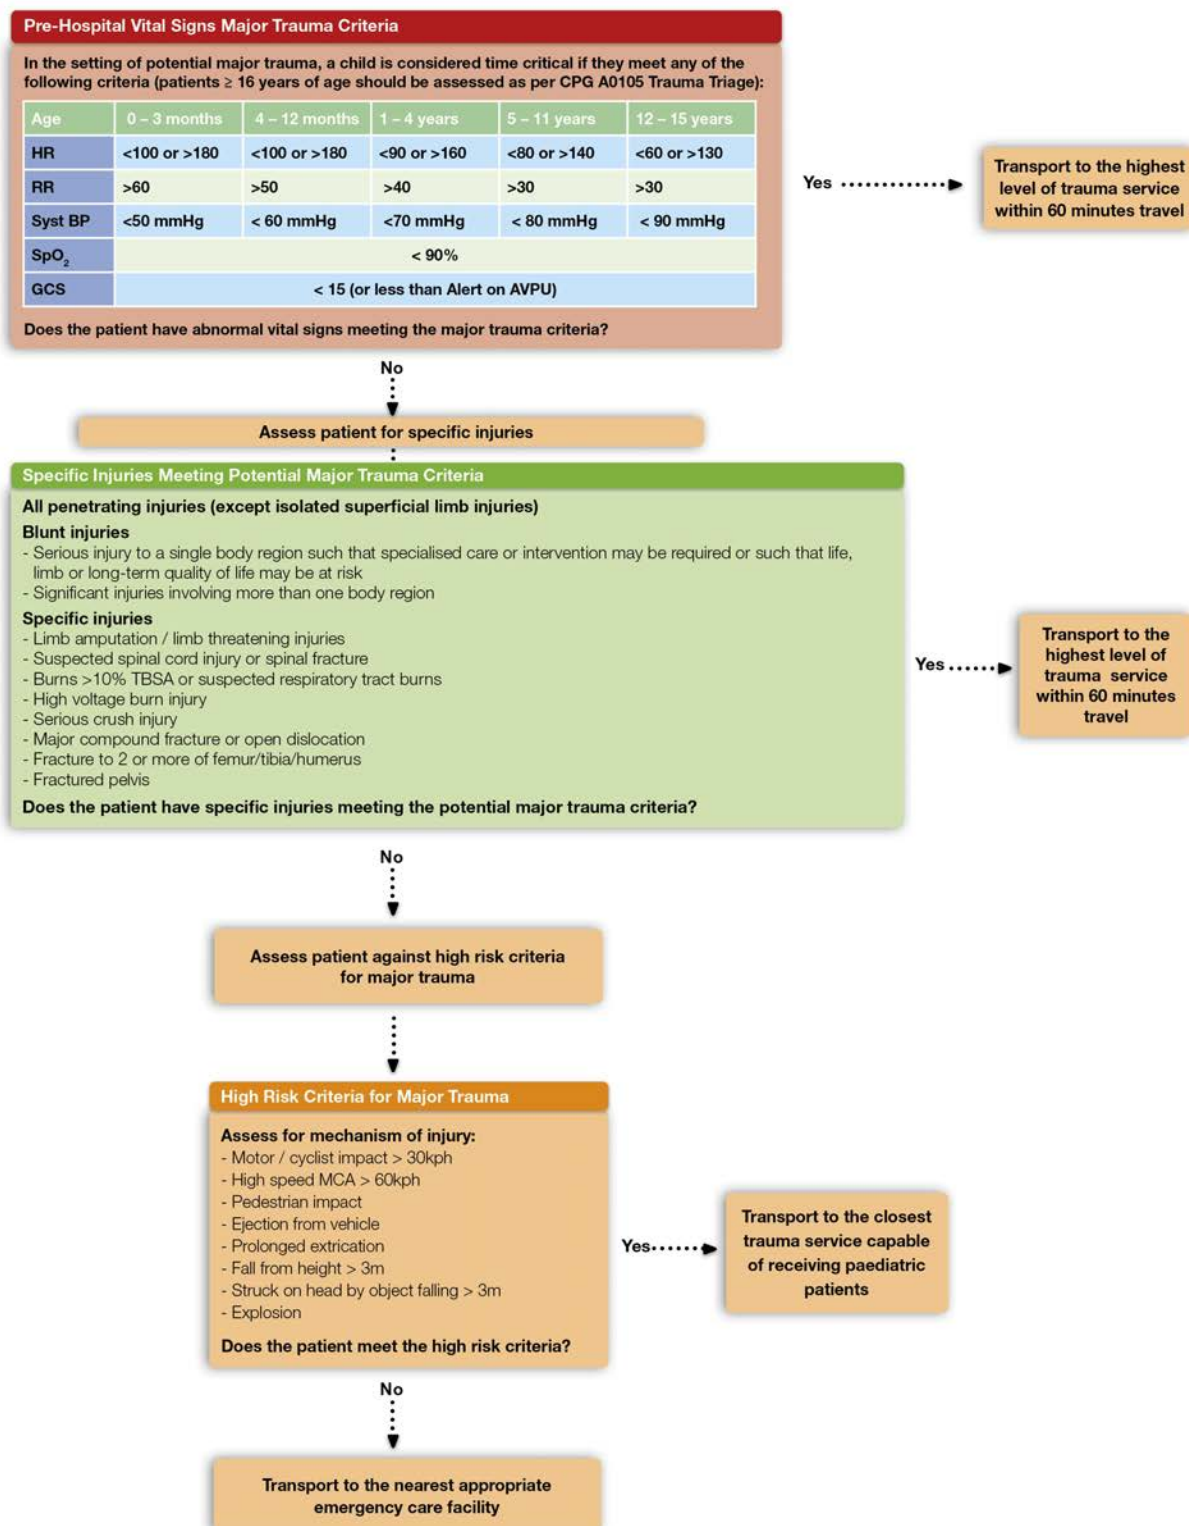 Pre-Hospital Vital Signs Major Trauma Criteria
In the setting of potential major trauma, a child is considered time critical if they meet any of the
following criteria (patients ≥ 16 years of age should be assessed as per CPG A0105 Trauma Triage):
Age 0 – 3 months 4 – 12 months 1 – 4 years 5 – 11 years 12 – 15 years
HR <100 or >180 <100 or >180 <90 or >160 <80 or >140 <60 or >130
RR >60 >50 >40 >30 >30
Syst BP <50 mmHg < 60 mmHg <70 mmHg < 80 mmHg < 90 mmHg
SpO₂ < 90%
GCS < 15 (or less than Alert on AVPU)
Does the patient have abnormal vital signs meeting the major trauma criteria?
Yes
Transport to the highest
level of trauma service
within 60 minutes travel
No
Assess patient for specific injuries
Specific Injuries Meeting Potential Major Trauma Criteria
All penetrating injuries (except isolated superficial limb injuries)
Blunt injuries
- Serious injury to a single body region such that specialised care or intervention may be required or such that life,
limb or long-term quality of life may be at risk
- Significant injuries involving more than one body region
Specific injuries
- Limb amputation / limb threatening injuries
- Suspected spinal cord injury or spinal fracture
- Burns >10% TBSA or suspected respiratory tract burns
- High voltage burn injury
- Serious crush injury
- Major compound fracture or open dislocation
- Fracture to 2 or more of femur/tibia/humerus
- Fractured pelvis
Does the patient have specific injuries meeting the potential major trauma criteria?
Yes
Transport to the
highest level of
trauma service
within 60 minutes
travel
No
Assess patient against high risk criteria
for major trauma
High Risk Criteria for Major Trauma
Assess for mechanism of injury:
- Motor / cyclist impact > 30kph
- High speed MCA > 60kph
- Pedestrian impact
- Ejection from vehicle
- Prolonged extrication
- Fall from height > 3m
- Struck on head by object falling > 3m
- Explosion
Does the patient meet the high risk criteria?
Yes
Transport to the closest
trauma service capable
of receiving paediatric
patients
No
Transport to the nearest appropriate
emergency care facility